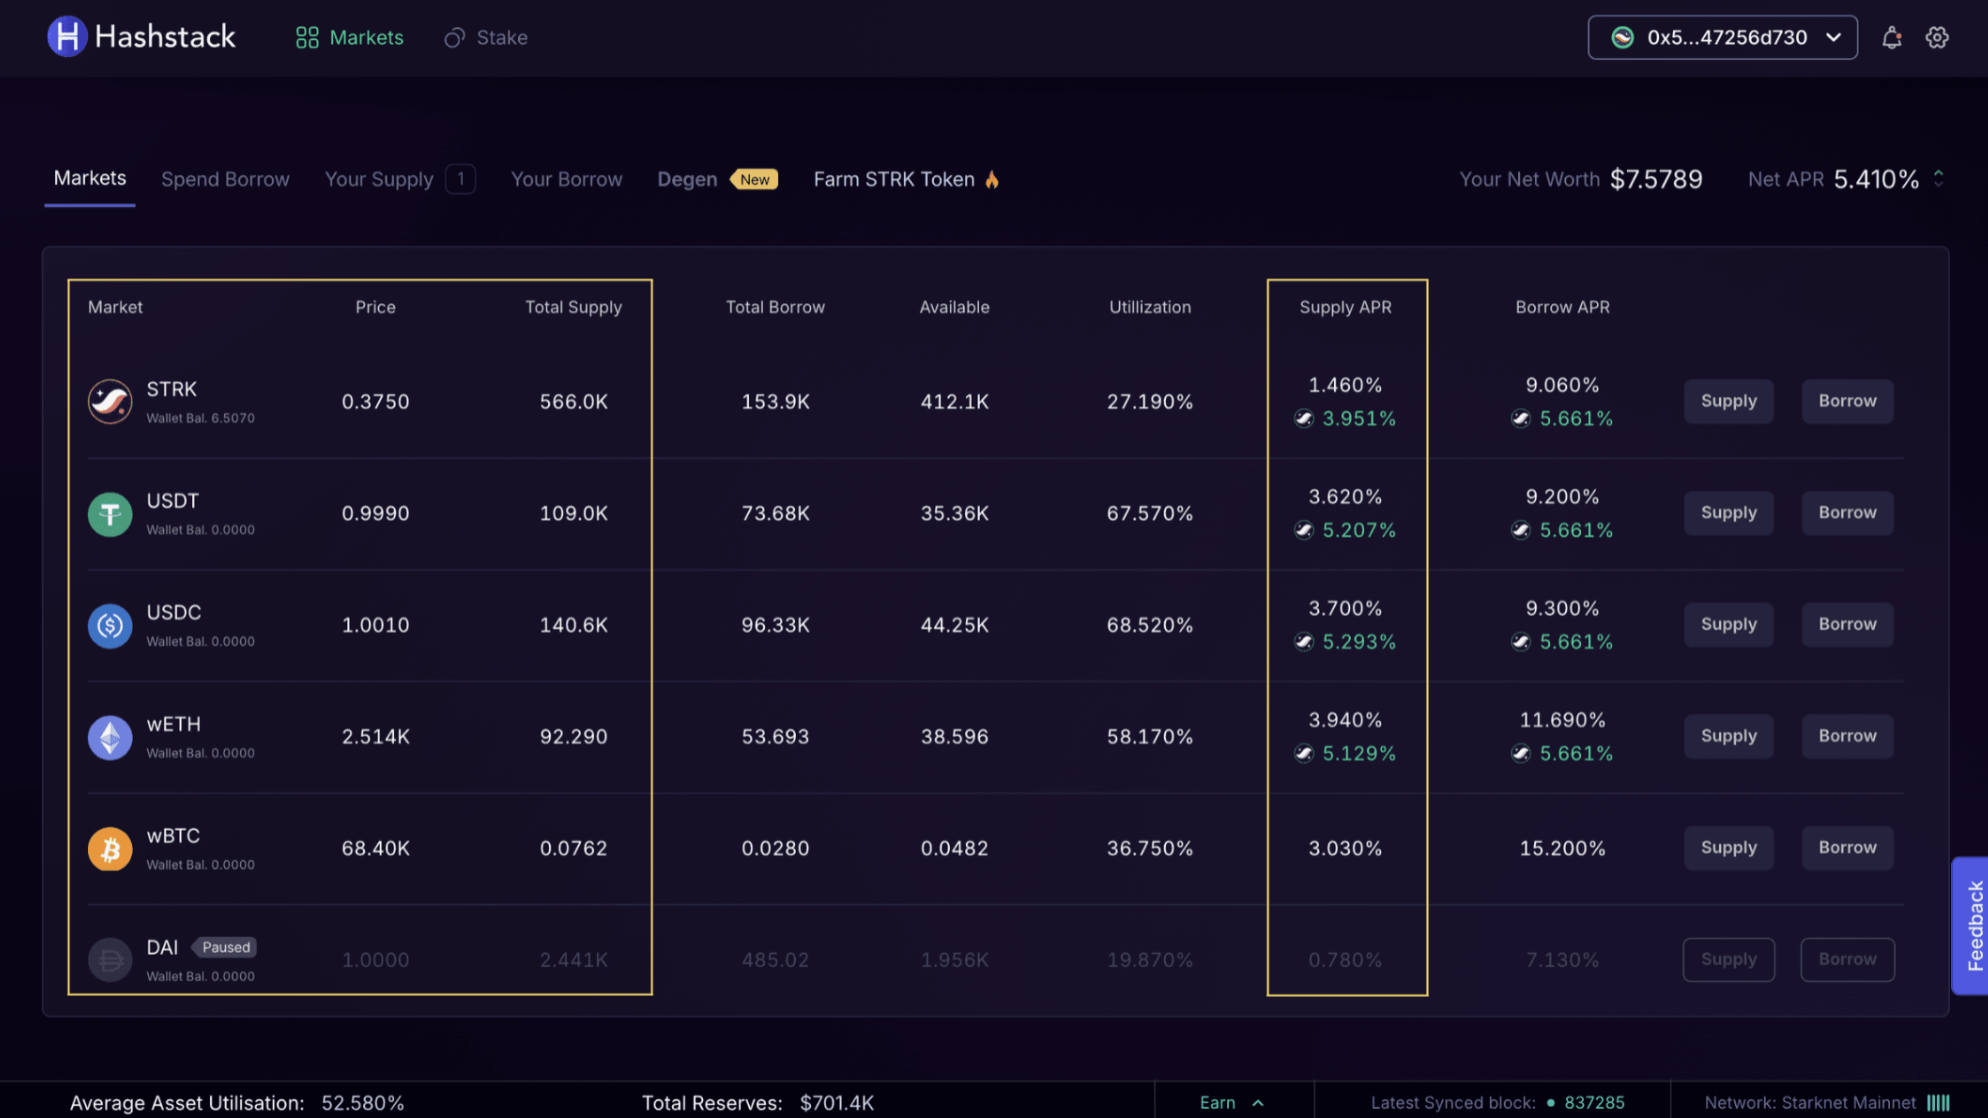 Hashstack Markets Stake 0x5...47256d730
Markets Spend Borrow Your Supply 1 Your Borrow Degen New Farm STRK Token Your Net Worth $7.5789 Net APR 5.410%
Market Price Total Supply Total Borrow Available Utillization Supply APR Borrow APR
STRK 0.3750 566.0K 153.9K 412.1K 27.190% 1.460% 9.060% Supply Borrow
Wallet Bal. 6.5070 3.951% 5.661%
USDT 0.9990 109.0K 73.68K 35.36K 67.570% 3.620% 9.200% Supply Borrow
Wallet Bal. 0.0000 5.207% 5.661%
USDC 1.0010 140.6K 96.33K 44.25K 68.520% 3.700% 9.300% Supply Borrow
Wallet Bal. 0.0000 5.293% 5.661%
wETH 2.514K 92.290 53.693 38.596 58.170% 3.940% 11.690% Supply Borrow
Wallet Bal. 0.0000 5.129% 5.661%
wBTC 68.40K 0.0762 0.0280 0.0482 36.750% 3.030% 15.200% Supply Borrow
Wallet Bal. 0.0000
DAI Paused 1.0000 2.441K 485.02 1.956K 19.870% 0.780% 7.130% Supply Borrow
Wallet Bal. 0.0000
Feedback
Average Asset Utilisation: 52.580% Total Reserves: $701.4K Earn Latest Synced block: 837285 Network: Starknet Mainnet